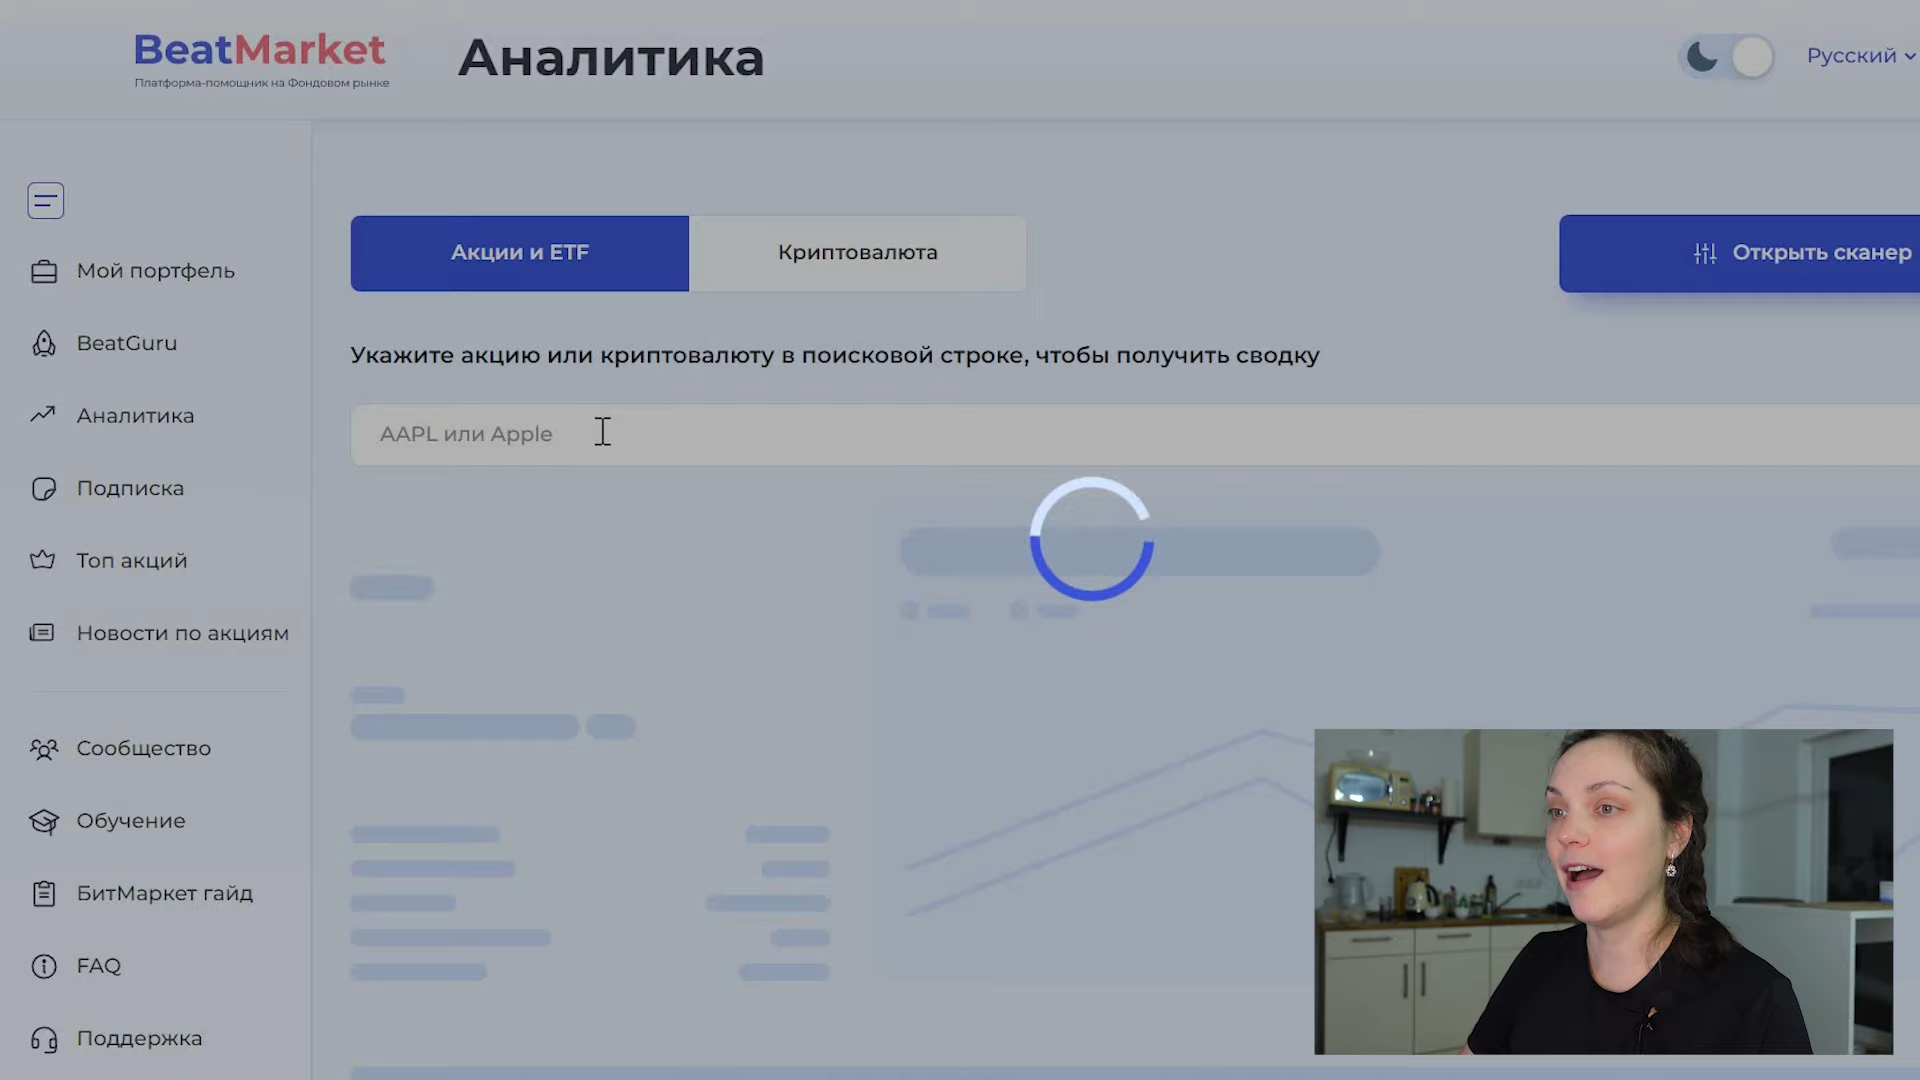 BeatMarket
Платформа-помощник на Фондовом рынке
Аналитика
Русский
Мой портфель
BeatGuru
Аналитика
Подписка
Топ акций
Новости по акциям
Сообщество
Обучение
БитМаркет гайд
FAQ
Поддержка
Акции и ETF
Криптовалюта
Открыть сканер
Укажите акцию или криптовалюту в поисковой строке, чтобы получить сводку
AAPL или Apple